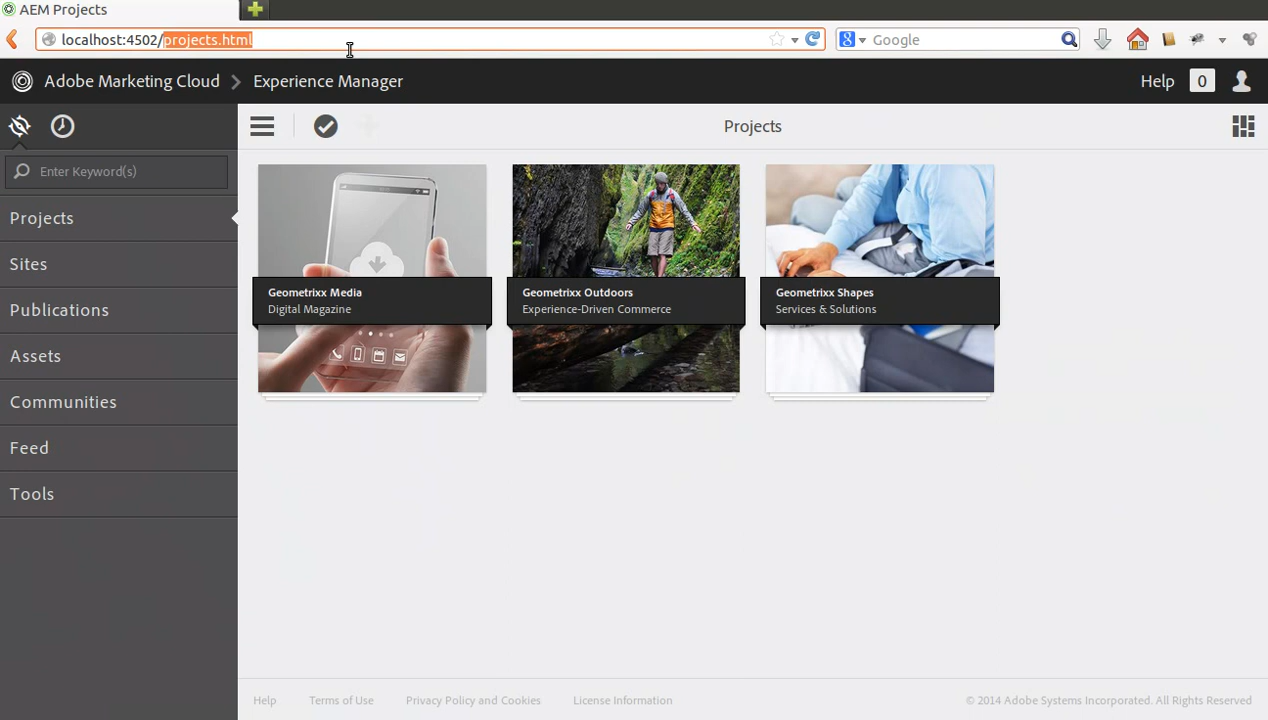 AEM Projects
localhost:4502/projects.html
Google
Adobe Marketing Cloud
Experience Manager
Help
0
Enter Keyword(s)
Projects
Projects
Sites
Publications
Assets
Communities
Feed
Tools
Geometrixx Media
Digital Magazine
Geometrixx Outdoors
Experience-Driven Commerce
Geometrixx Shapes
Services & Solutions
Help
Terms of Use
Privacy Policy and Cookies
License Information
© 2014 Adobe Systems Incorporated. All Rights Reserved